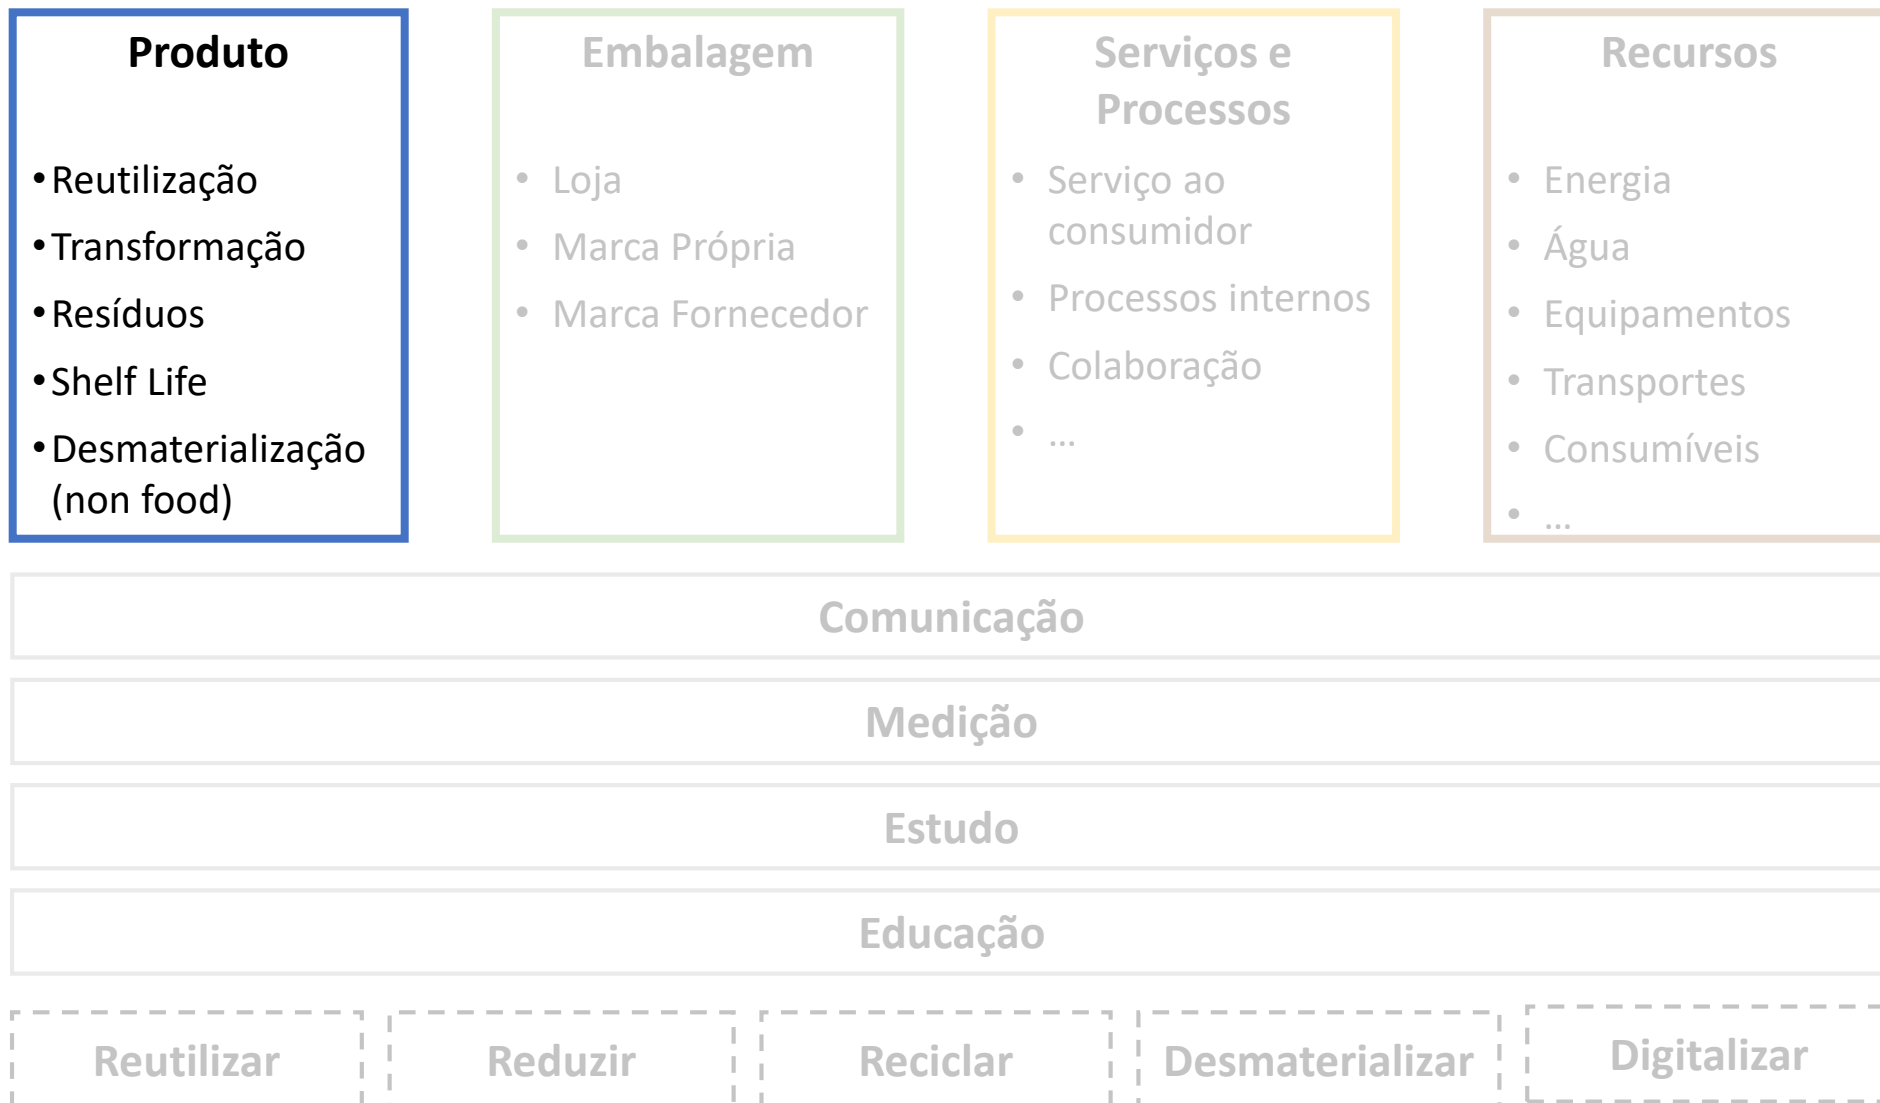 Produto
•Reutilização
•Transformação
•Resíduos
•Shelf Life
•Desmaterialização
(non food)
Embalagem
• Loja
• Marca Própria
• Marca Fornecedor
Serviços e
Processos
• Serviço ao
consumidor
• Processos internos
• Colaboração
• ...
Recursos
• Energia
• Água
• Equipamentos
• Transportes
• Consumíveis
• ...
Comunicação
Medição
Estudo
Educação
Reutilizar
Reduzir
Reciclar
Desmaterializar
Digitalizar